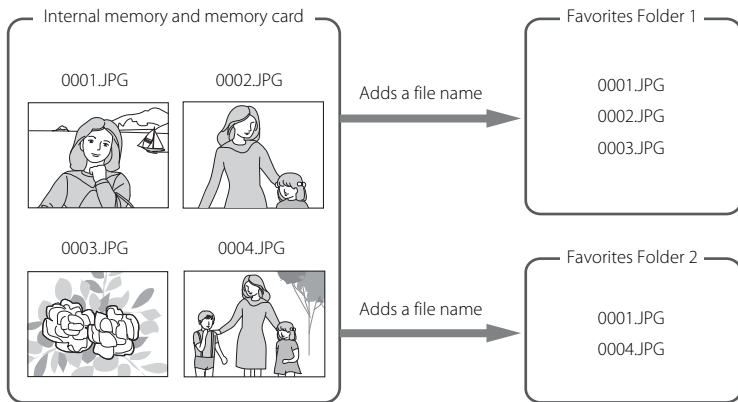 Internal memory and memory card
0001.JPG
0002.JPG
0003.JPG
0004.JPG
Adds a file name
Adds a file name
Favorites Folder 1
0001.JPG
0002.JPG
0003.JPG
Favorites Folder 2
0001.JPG
0004.JPG